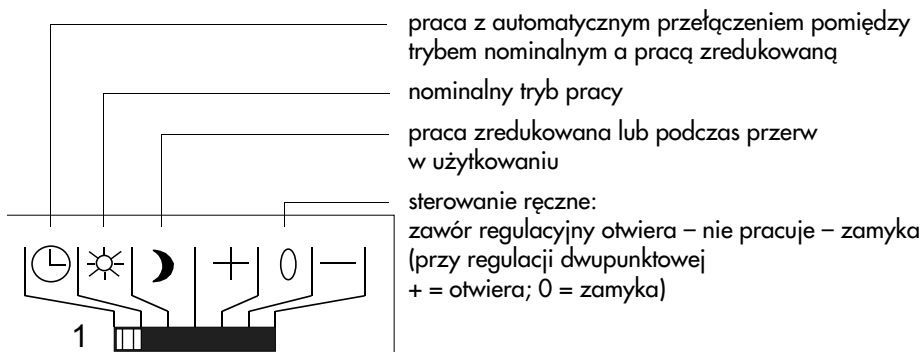 praca z automatycznym przełączeniem pomiędzy
trybem nominalnym a pracą zredukowaną
nominalny tryb pracy
praca zredukowana lub podczas przerw
w użytkowaniu
sterowanie ręczne:
zawór regulacyjny otwiera – nie pracuje – zamyka
(przy regulacji dwupunktowej
+ = otwiera; 0 = zamyka)
+ 0 –
1